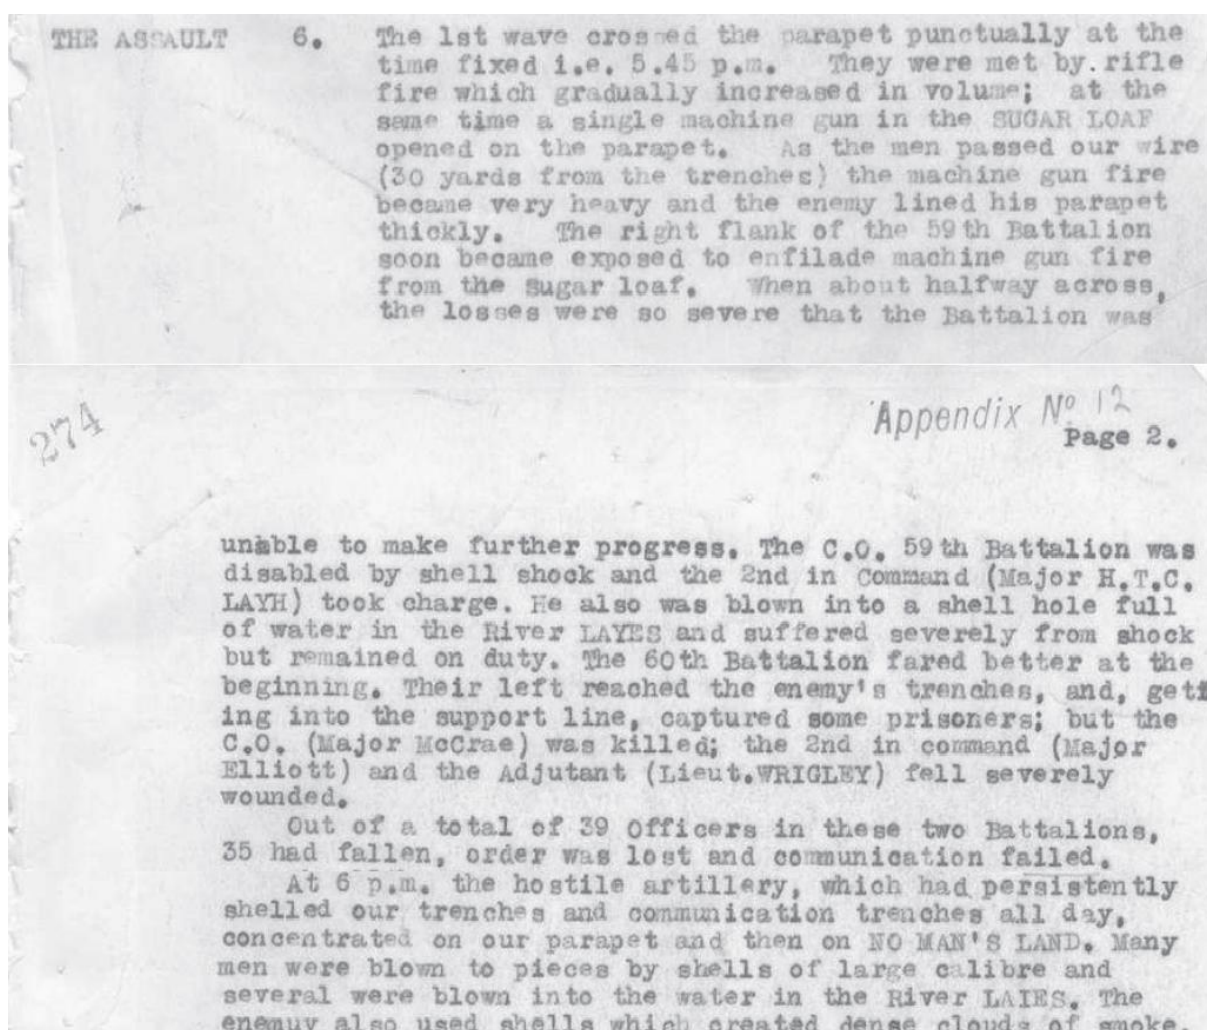 THE ASSAULT 6. The 1st wave crossed the parapet punctually at the
time fixed i.e. 5.45 p.m. They were met by.rifle
fire which gradually increased in volume; at the
same time a single machine gun in the SUGAR LOAF
opened on the parapet. As the men passed our wire
(30 yards from the trenches) the machine gun fire
became very heavy and the enemy lined his parapet
thickly. The right flank of the 59th Battalion
soon became exposed to enfilade machine gun fire
from the Sugar loaf. When about halfway across,
the losses were so severe that the Battalion was
274
Appendix No 12
Page 2.
unable to make further progress. The C.O. 59th Battalion was
disabled by shell shock and the 2nd in Command (Major H.T.C.
LAYH) took charge. He also was blown into a shell hole full
of water in the River LAYES and suffered severely from shock
but remained on duty. The 60th Battalion fared better at the
beginning. Their left reached the enemy's trenches, and, gett
ing into the support line, captured some prisoners; but the
C.O. (Major McCrae) was killed; the 2nd in command (Major
Elliott) and the Adjutant (Lieut.WRIGLEY) fell severely
wounded.
Out of a total of 39 Officers in these two Battalions,
35 had fallen, order was lost and communication failed.
At 6 p.m. the hostile artillery, which had persistently
shelled our trenches and communication trenches all day,
concentrated on our parapet and then on NO MAN'S LAND. Many
men were blown to pieces by shells of large calibre and
several were blown into the water in the River LAIES. The
enemuy also used shells which created dense clouds of smoke